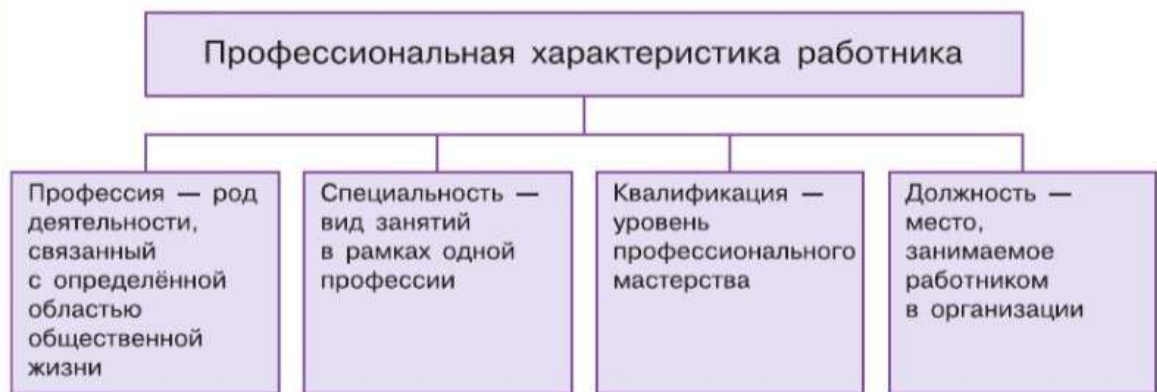 Профессиональная характеристика работника
Профессия — род
деятельности,
связанный
с определённой
областью
общественной
жизни
Специальность —
вид занятий
в рамках одной
профессии
Квалификация —
уровень
профессионального
мастерства
Должность —
место,
занимаемое
работником
в организации